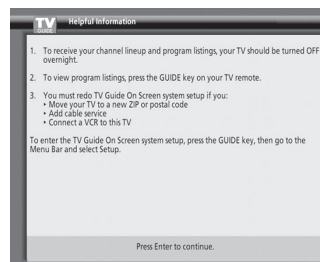 TV
GUIDE
Helpful Information
1. To receive your channel lineup and program listings, your TV should be turned OFF
overnight.
2. To view program listings, press the GUIDE key on your TV remote.
3. You must redo TV Guide On Screen system setup if you:
• Move your TV to a new ZIP or postal code
• Add cable service
• Connect a VCR to this TV
To enter the TV Guide On Screen system setup, press the GUIDE key, then go to the
Menu Bar and select Setup.
Press Enter to continue.